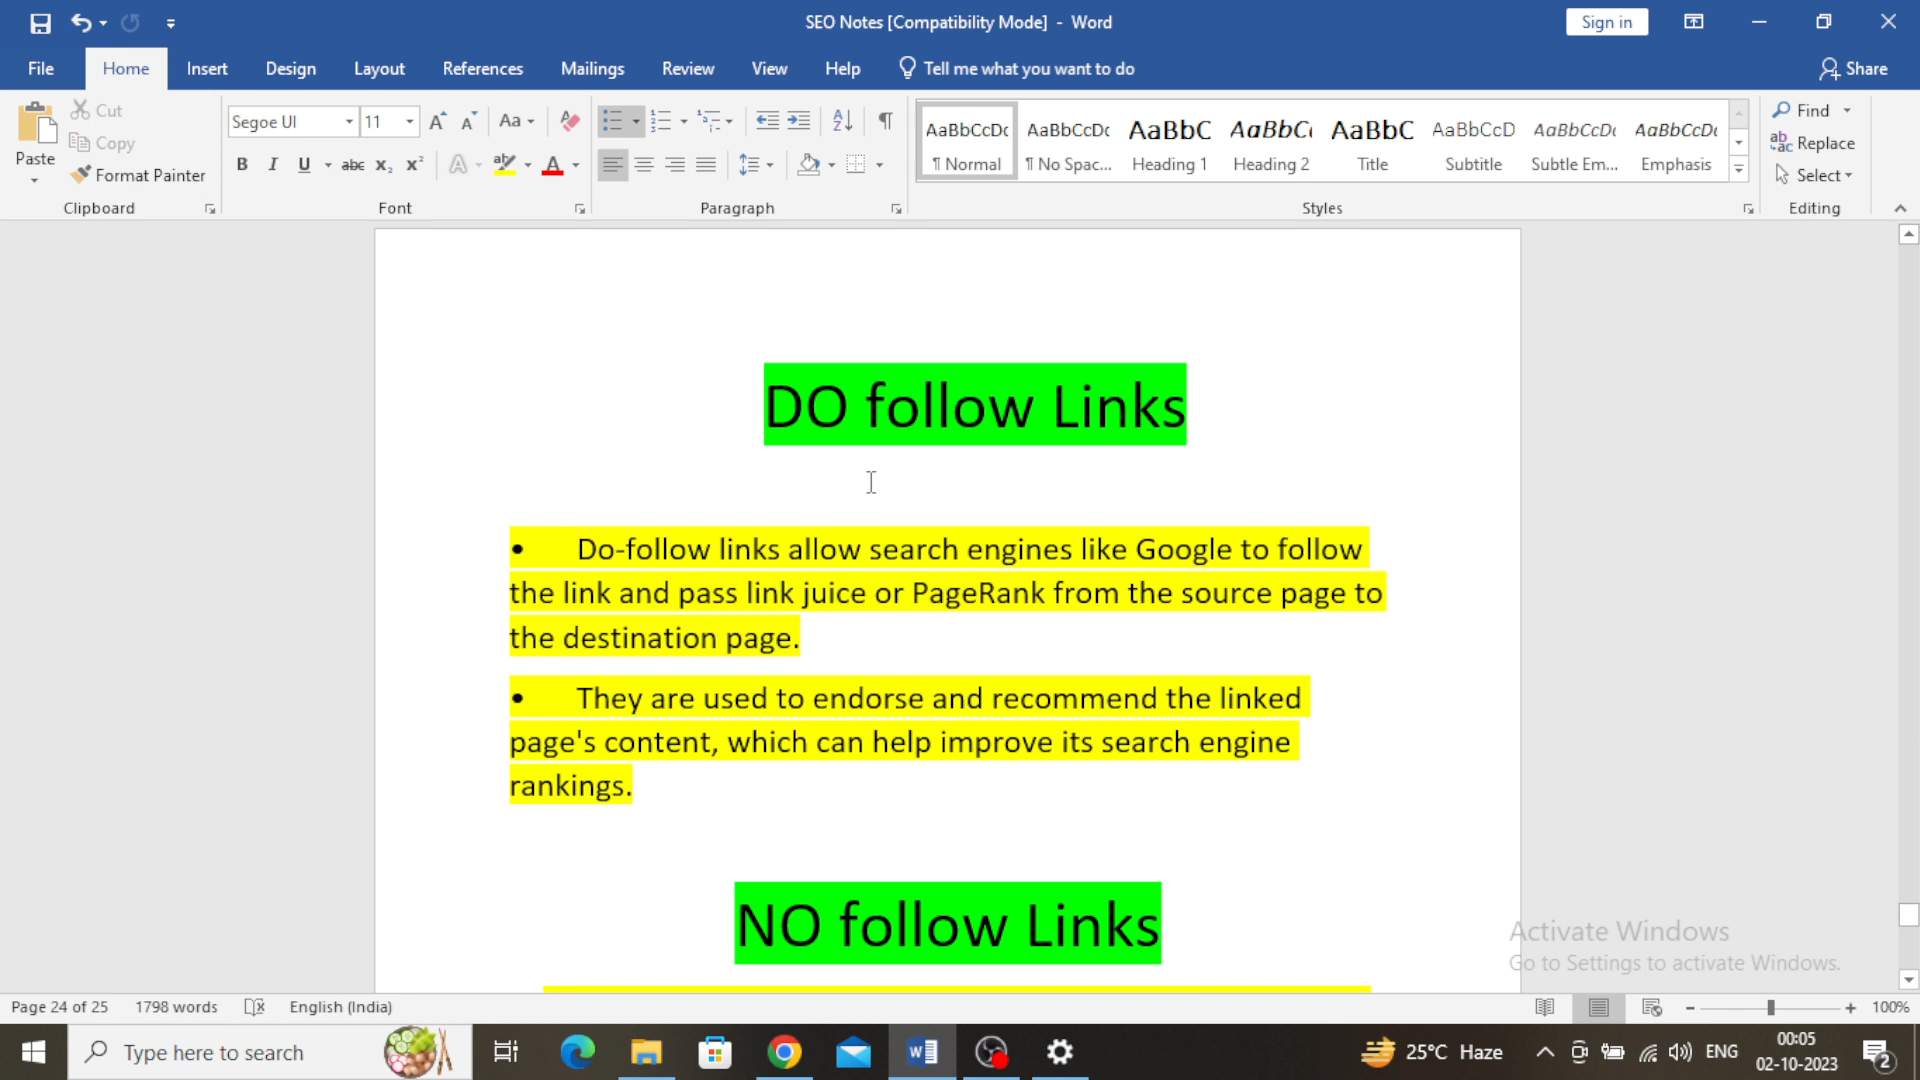 SEO Notes [Compatibility Mode] - Word
Sign in
File Home Insert Design Layout References Mailings Review View Help Tell me what you want to do Share
Paste
Cut
Copy
Format Painter
Clipboard
Segoe UI 11
Font
Paragraph
AaBbCcDc AaBbCcDc AaBbC AaBbC AaBbC AaBbCcD AaBbCcDc AaBbCcDc
¶ Normal ¶ No Spac... Heading 1 Heading 2 Title Subtitle Subtle Em... Emphasis
Styles
Find
Replace
Select
Editing
DO follow Links
• Do-follow links allow search engines like Google to follow
the link and pass link juice or PageRank from the source page to
the destination page.
• They are used to endorse and recommend the linked
page's content, which can help improve its search engine
rankings.
NO follow Links
Activate Windows
Go to Settings to activate Windows.
Page 24 of 25 1798 words English (India) 100%
Type here to search
25°C Haze
ENG
00:05
02-10-2023
2